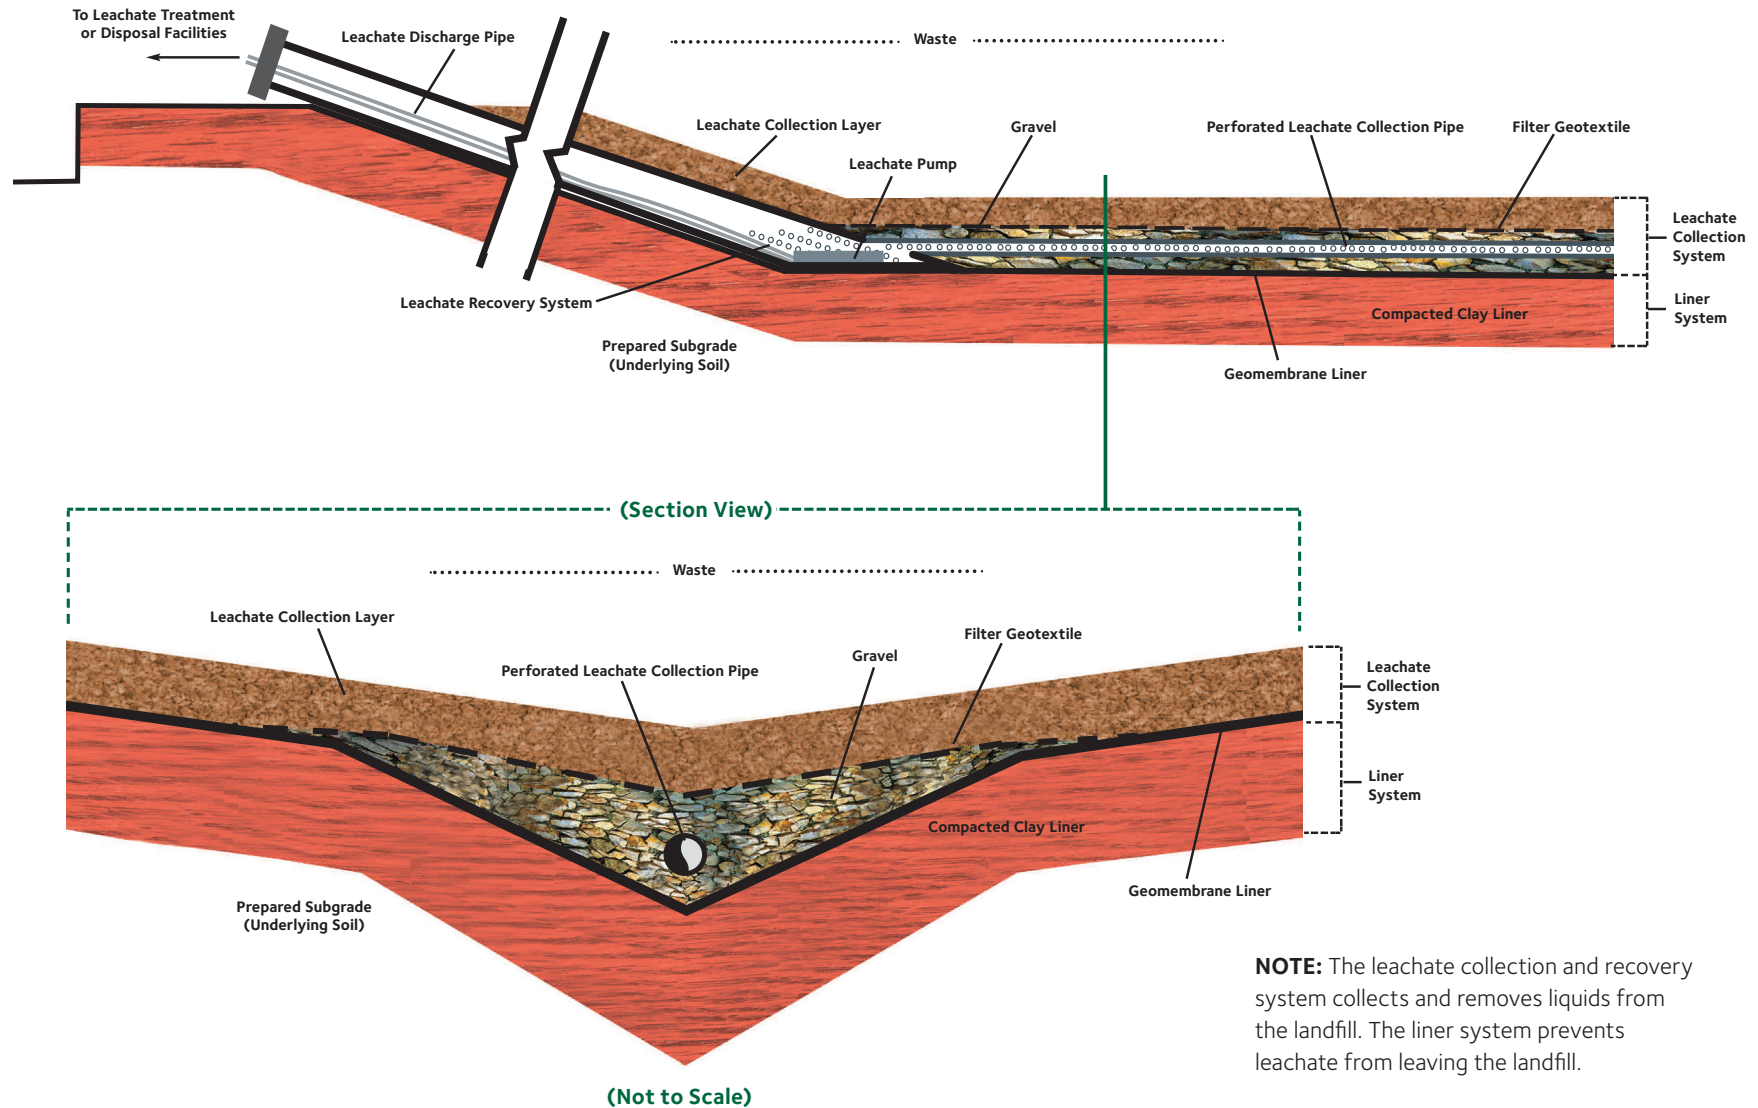 To Leachate Treatment
or Disposal Facilities
Leachate Discharge Pipe
Waste
Leachate Collection Layer
Gravel
Perforated Leachate Collection Pipe
Filter Geotextile
Leachate Pump
Leachate
Collection
System
Leachate Recovery System
Liner
System
Compacted Clay Liner
Prepared Subgrade
(Underlying Soil)
Geomembrane Liner
(Section View)
Waste
Leachate Collection Layer
Filter Geotextile
Gravel
Perforated Leachate Collection Pipe
Leachate
Collection
System
Liner
System
Compacted Clay Liner
Geomembrane Liner
Prepared Subgrade
(Underlying Soil)
NOTE: The leachate collection and recovery
system collects and removes liquids from
the landfill. The liner system prevents
leachate from leaving the landfill.
(Not to Scale)